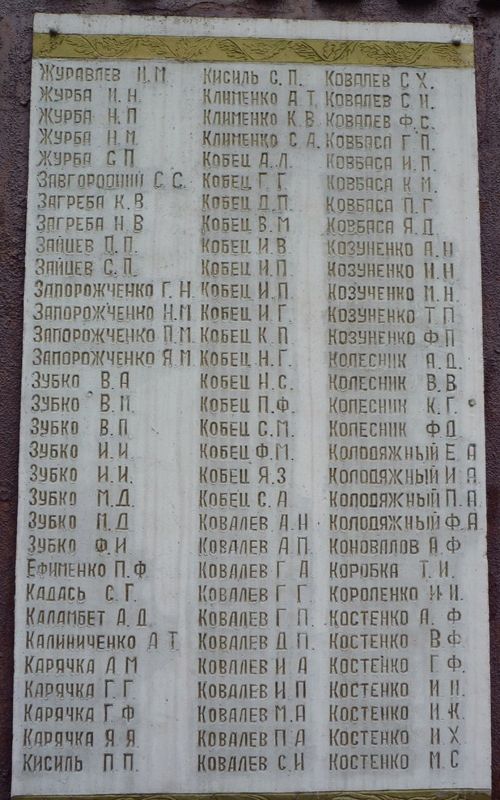 ЖУРАВЛЕВ И.М
ЖУРБА И.Н
ЖУРБА Н.П
ЖУРБА Н.М
ЖУРБА С.П
ЗАВГОРОДНИЙ С.С.
ЗАГРЕБА К.В
ЗАГРЕБА Н.В
ЗАЙЦЕВ П.П.
ЗАЙЦЕВ С.П.
ЗАПОРОЖЧЕНКО Г.Н.
ЗАПОРОЖЧЕНКО Н.М
ЗАПОРОЖЧЕНКО П.М.
ЗАПОРОЖЧЕНКО Я.М
ЗУБКО В.А
ЗУБКО В.И.
ЗУБКО В.П
ЗУБКО И.И.
ЗУБКО И.И.
ЗУБКО М.Д.
ЗУБКО М.Д
ЗУБКО Ф.И
ЕФИМЕНКО П.Ф
КАДАСЬ С.Г.
КАЛАМБЕТ А.Д.
КАЛИНИЧЕНКО А Т
КАРЯЧКА А М
КАРЯЧКА Г.Г
КАРЯЧКА Г.Ф
КАРЯЧКА Я.Я
КИСИЛЬ П.П.
КИСИЛЬ С.П.
КЛИМЕНКО А Т.
КЛИМЕНКО К.В.
КЛИМЕНКО С А.
КОБЕЦ А.Л.
КОБЕЦ Г.Г
КОБЕЦ Д.П
КОБЕЦ В.М
КОБЕЦ И.В
КОБЕЦ И.П
КОБЕЦ И.П.
КОБЕЦ И.Г
КОБЕЦ К.П
КОБЕЦ Н.Г.
КОБЕЦ Н.С.
КОБЕЦ П.Ф.
КОБЕЦ С.М.
КОБЕЦ Ф.М.
КОБЕЦ Я.З
КОБЕЦ С.А
КОВАЛЕВ А.Н
КОВАЛЕВ А.П.
КОВАЛЕВ Г А
КОВАЛЕВ Г Г.
КОВАЛЕВ Г П.
КОВАЛЕВ Д П.
КОВАЛЕВ И А
КОВАЛЕВ И П
КОВАЛЕВ М.А
КОВАЛЕВ П А
КОВАЛЕВ С.И
КОВАЛЕВ С Х.
КОВАЛЕВ С И.
КОВАЛЕВ Ф.С.
КОВБАСА Г П.
КОВБАСА И.П.
КОВБАСА К М.
КОВБАСА П.Г
КОВБАСА Я.Д
КОЗУНЕНКО А.Н
КОЗУНЕНКО И.Н
КОЗУНЕНКО М.Н.
КОЗУНЕНКО Т.П
КОЗУНЕНКО Ф П
КОЛЕСНИК А.Д.
КОЛЕСНИК В В
КОЛЕСНИК К.Г.
КОЛЕСНИК Ф Д
КОЛОДЯЖНЫЙ Е А
КОЛОДЯЖНЫЙ И А
КОЛОДЯЖНЫЙ П.А
КОЛОДЯЖНЫЙ Ф.А
КОНОВАЛОВ А.Ф
КОРОБКА Т.И.
КОРОЛЕНКО И.И
КОСТЕНКО А.Ф
КОСТЕНКО В Ф
КОСТЕНКО Г Ф.
КОСТЕНКО И И.
КОСТЕНКО И.К
КОСТЕНКО И.Х
КОСТЕНКО М.С